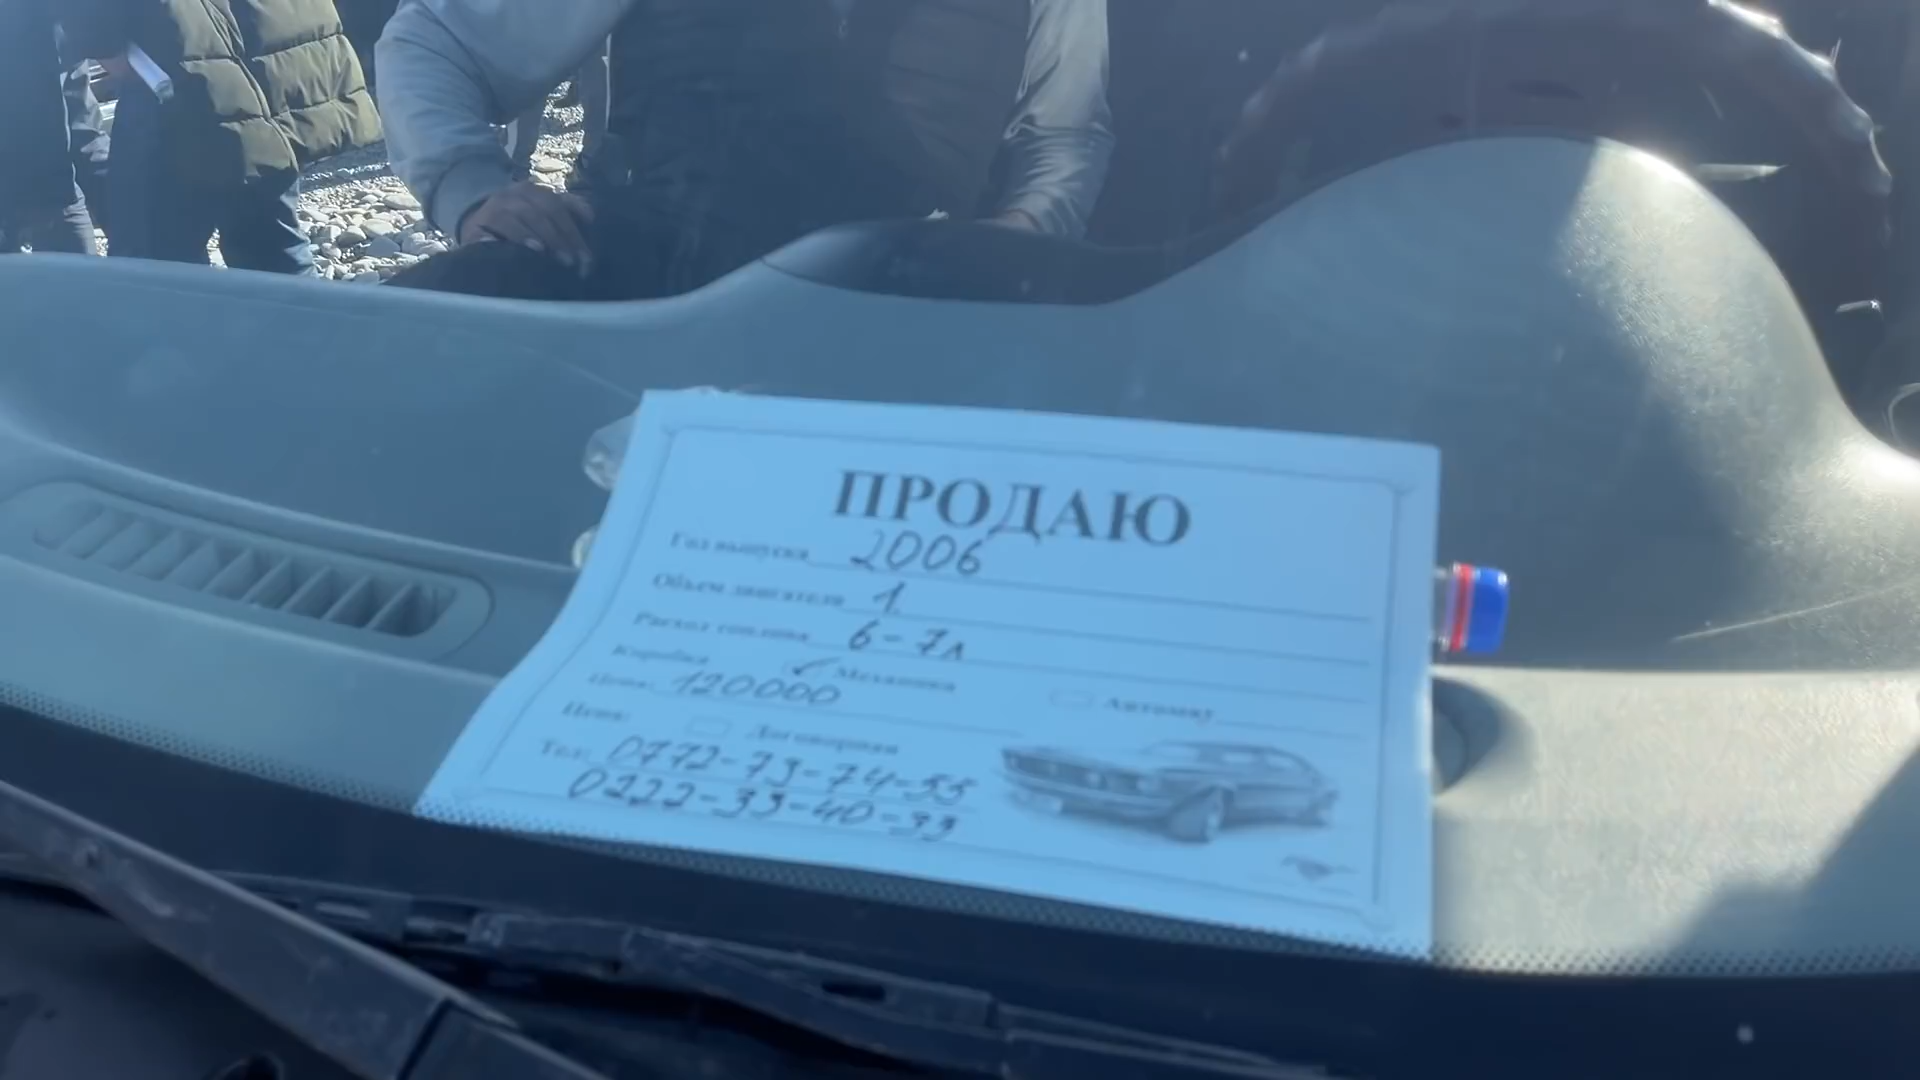 ПРОДАЮ
Год выпуска 2006
Объем двигателя 1
Расход топлива 6-7л
Коробка ✓ Механика Автомат
Цена: 120000
Цена: Договорная
Тел: 0772-73-74-55
0222-33-40-33